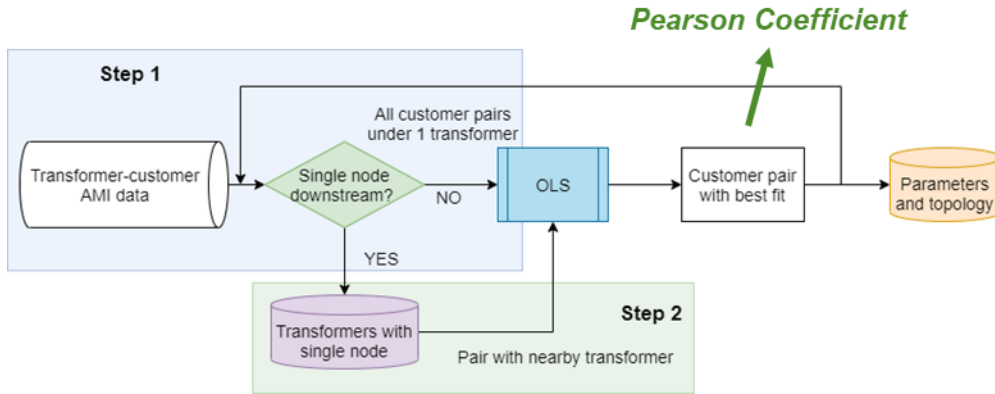 Pearson Coefficient
Step 1
All customer pairs
under 1 transformer
Transformer-customer
AMI data
Single node
downstream?
NO
OLS
Customer pair
with best fit
Parameters
and topology
YES
Step 2
Transformers with
single node
Pair with nearby transformer